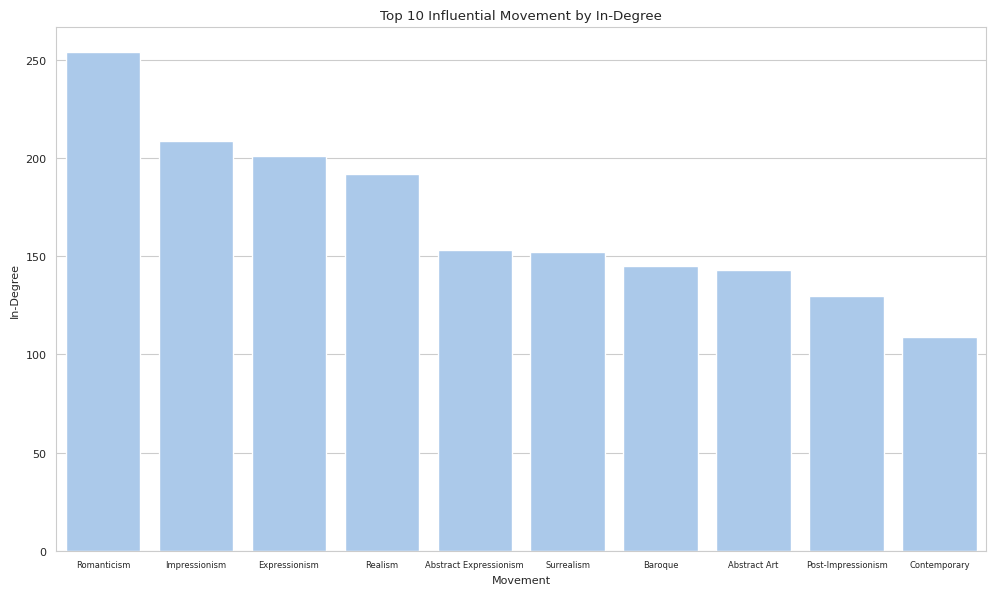 Top 10 Influential Movement by In-Degree
In-Degree
250
200
150
100
50
0
Romanticism Impressionism Expressionism Realism Abstract Expressionism Surrealism Baroque Abstract Art Post-Impressionism Contemporary
Movement